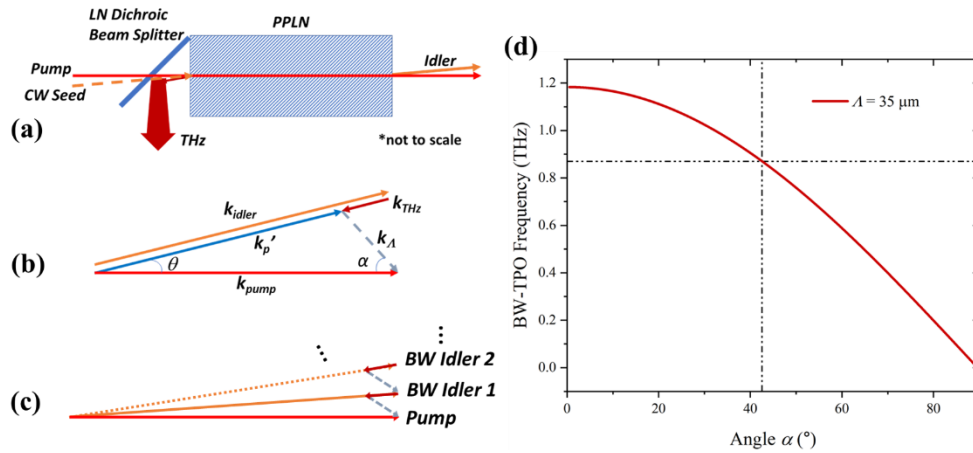 LN Dichroic
Beam Splitter
PPLN
Pump
CW Seed
Idler
THz
*not to scale
(a)
k_idler
k_THz
k_p'
k_Λ
θ
α
k_pump
(b)
BW Idler 2
BW Idler 1
Pump
(c)
(d)
Λ = 35 μm
BW-TPO Frequency (THz)
1.2
1.0
0.8
0.6
0.4
0.2
0.0
0 20 40 60 80
Angle α (°)